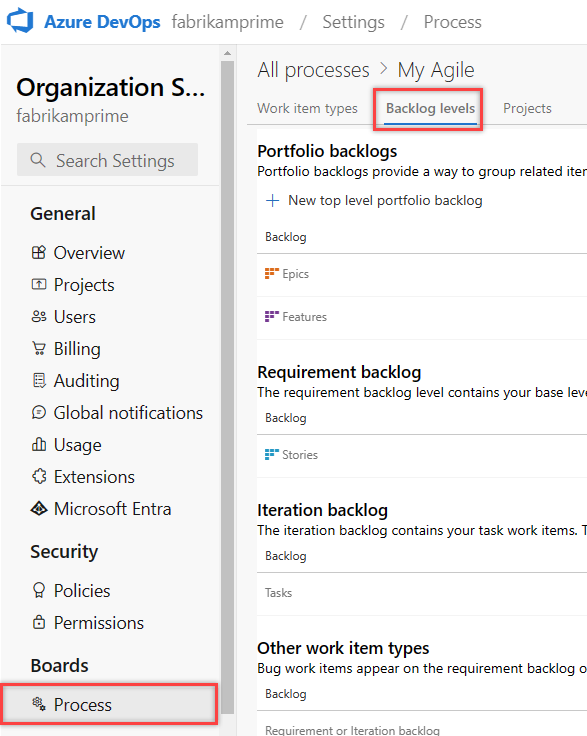 Azure DevOps fabrikamprime / Settings / Process /
Organization S...
fabrikamprime
Search Settings
General
Overview
Projects
Users
Billing
Auditing
Global notifications
Usage
Extensions
Microsoft Entra
Security
Policies
Permissions
Boards
Process
All processes > My Agile
Work item types Backlog levels Projects
Portfolio backlogs
Portfolio backlogs provide a way to group related iter
+ New top level portfolio backlog
Backlog
Epics
Features
Requirement backlog
The requirement backlog level contains your base leve
Backlog
Stories
Iteration backlog
The iteration backlog contains your task work items. T
Backlog
Tasks
Other work item types
Bug work items appear on the requirement backlog o
Backlog
Requirement or Iteration backlog